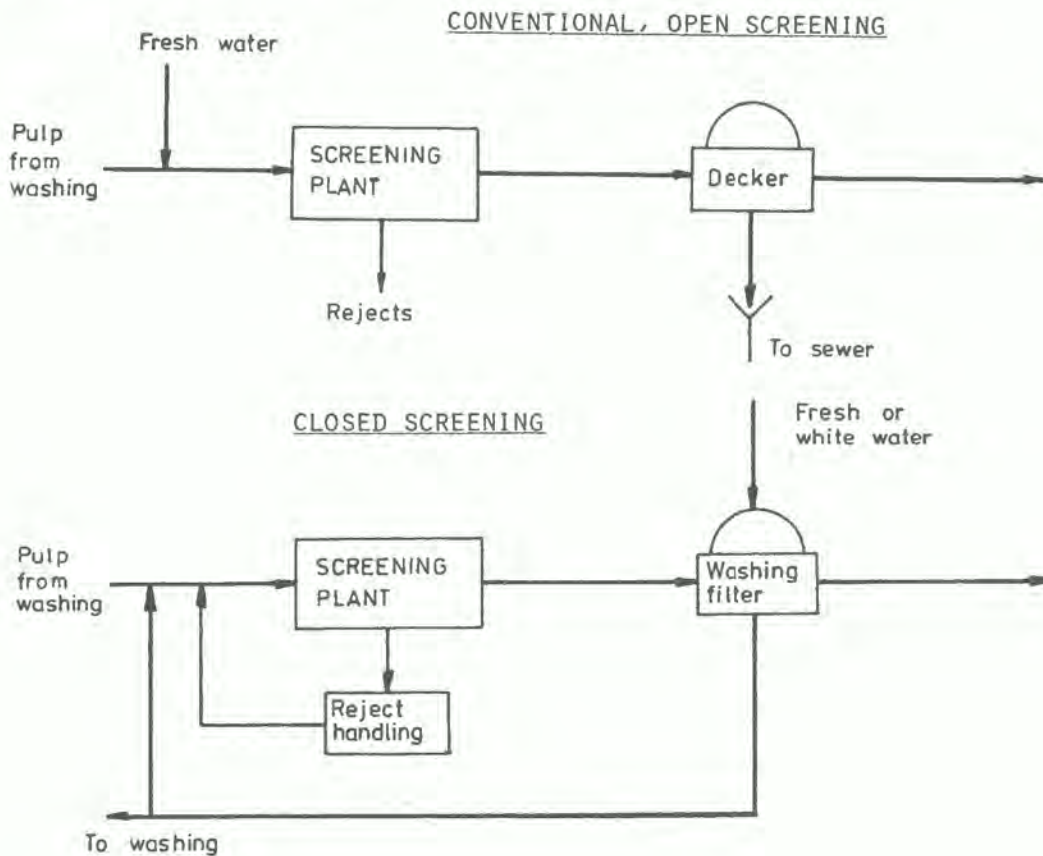 CONVENTIONAL, OPEN SCREENING
Fresh water
Pulp
from
washing
SCREENING
PLANT
Decker
Rejects
To sewer
Fresh or
white water
CLOSED SCREENING
Pulp
from
washing
SCREENING
PLANT
Washing
filter
Reject
handling
To washing